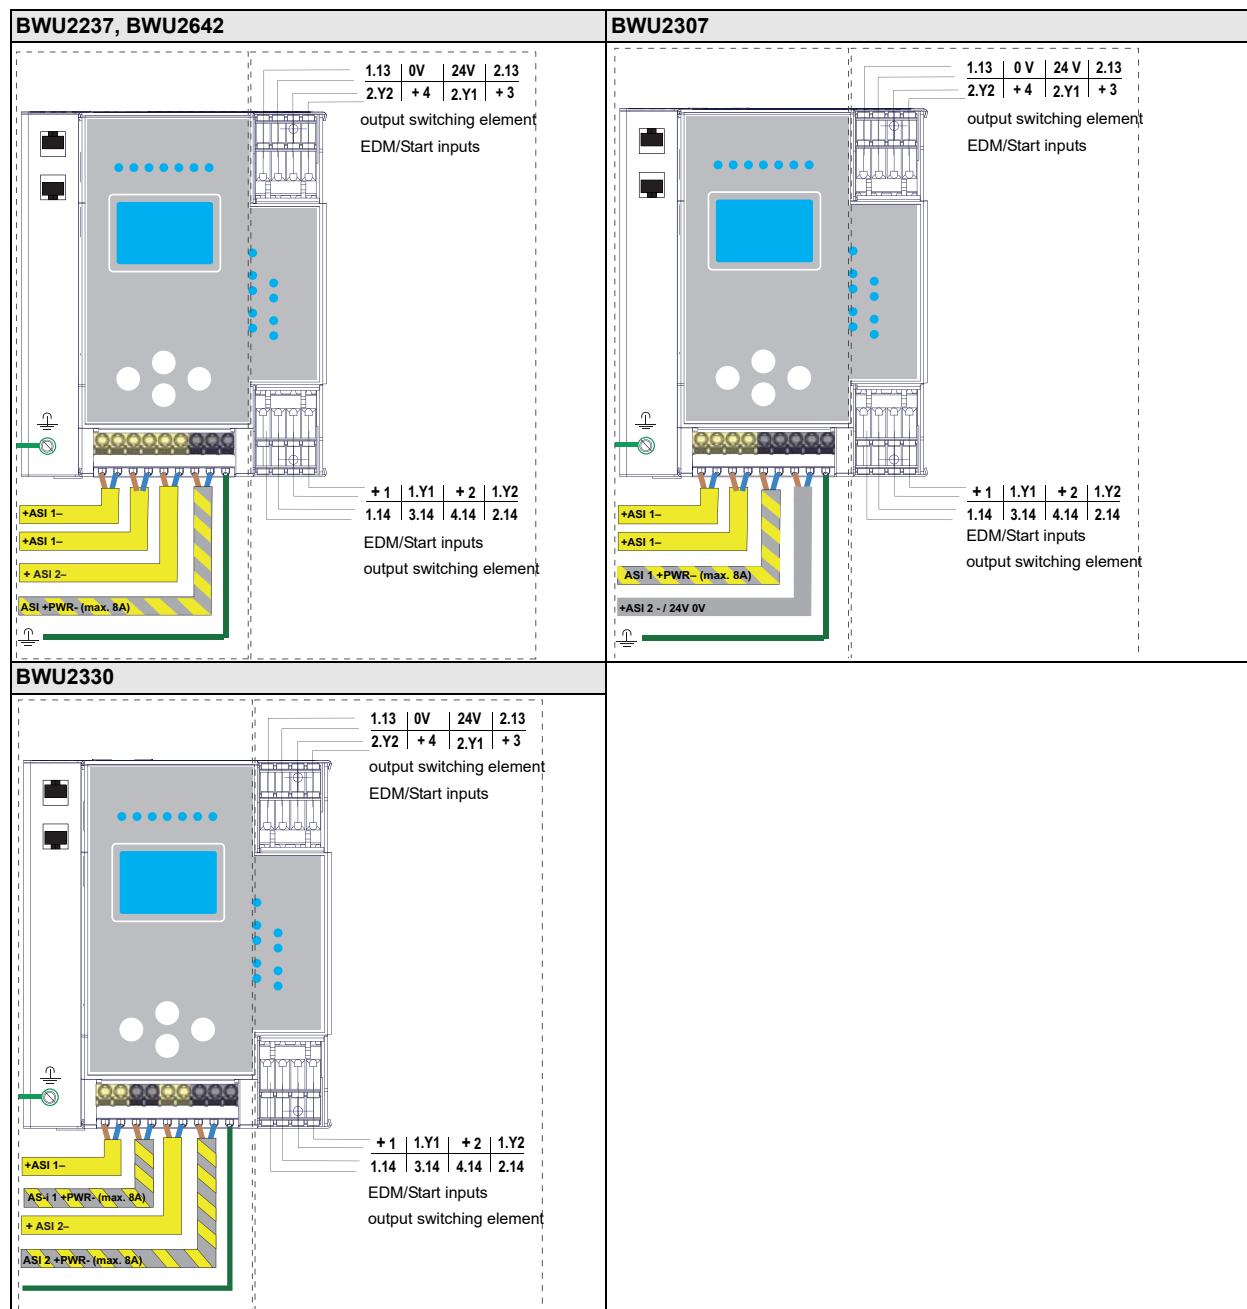 BWU2237, BWU2642
1.13 | 0V | 24V | 2.13
2.Y2 | + 4 | 2.Y1 | + 3
output switching element
EDM/Start inputs
+ 1 | 1.Y1 | + 2 | 1.Y2
1.14 | 3.14 | 4.14 | 2.14
EDM/Start inputs
output switching element
+ASI 1–
+ASI 1–
+ ASI 2–
ASI +PWR- (max. 8A)
BWU2307
1.13 | 0 V | 24 V | 2.13
2.Y2 | + 4 | 2.Y1 | + 3
output switching element
EDM/Start inputs
+ 1 | 1.Y1 | + 2 | 1.Y2
1.14 | 3.14 | 4.14 | 2.14
EDM/Start inputs
output switching element
+ASI 1–
+ASI 1–
ASI 1 +PWR– (max. 8A)
+ASI 2 - / 24V 0V
BWU2330
1.13 | 0V | 24V | 2.13
2.Y2 | + 4 | 2.Y1 | + 3
output switching element
EDM/Start inputs
+ 1 | 1.Y1 | + 2 | 1.Y2
1.14 | 3.14 | 4.14 | 2.14
EDM/Start inputs
output switching element
+ASI 1–
AS-i 1 +PWR- (max. 8A)
+ ASI 2–
ASI 2 +PWR- (max. 8A)